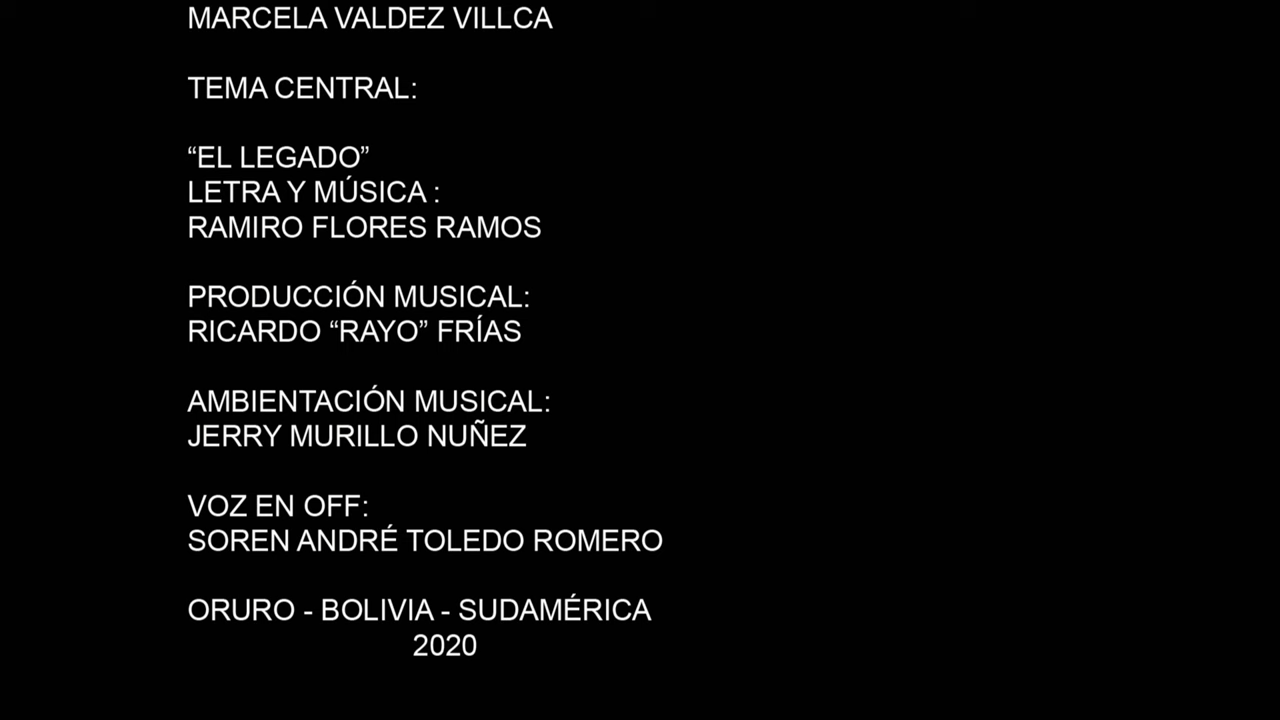 MARCELA VALDEZ VILLCA
TEMA CENTRAL:
“EL LEGADO”
LETRA Y MÚSICA :
RAMIRO FLORES RAMOS
PRODUCCIÓN MUSICAL:
RICARDO “RAYO” FRÍAS
AMBIENTACIÓN MUSICAL:
JERRY MURILLO NUÑEZ
VOZ EN OFF:
SOREN ANDRÉ TOLEDO ROMERO
ORURO - BOLIVIA - SUDAMÉRICA
2020